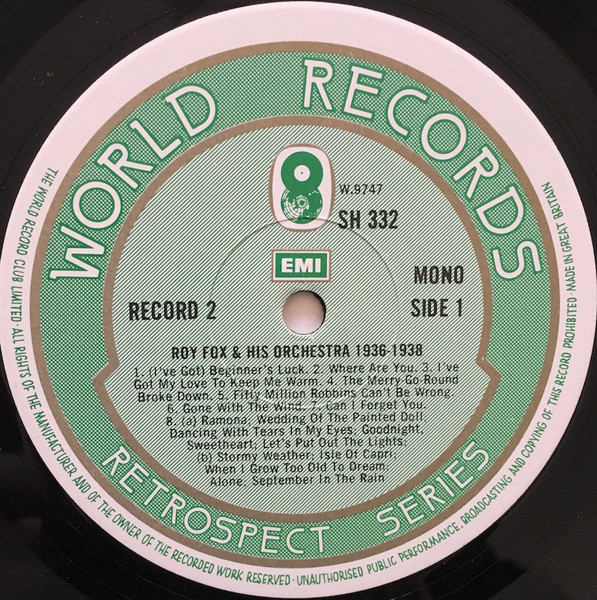 WORLD RECORDS
W.9747
SH 332
EMI
MONO
RECORD 2
SIDE 1
ROY FOX & HIS ORCHESTRA 1936-1938
1. (I've Got) Beginner's Luck. 2. Where Are You. 3. I've
Got My Love To Keep Me Warm. 4. The Merry-Go-Round
Broke Down. 5. Fifty Million Robbins Can't Be Wrong.
6. Gone With The Wind. 7. Can I Forget You.
8. (a) Ramona; Wedding Of The Painted Doll;
Dancing With Tears In My Eyes; Goodnight,
Sweetheart; Let's Put Out The Lights;
(b) Stormy Weather; Isle Of Capri;
When I Grow Too Old To Dream;
Alone; September In The Rain
RETROSPECT SERIES
THE WORLD RECORD CLUB LIMITED · ALL RIGHTS OF THE MANUFACTURER AND OF THE OWNER OF THE RECORDED WORK RESERVED · UNAUTHORISED PUBLIC PERFORMANCE, BROADCASTING AND COPYING OF THIS RECORD PROHIBITED · MADE IN GREAT BRITAIN